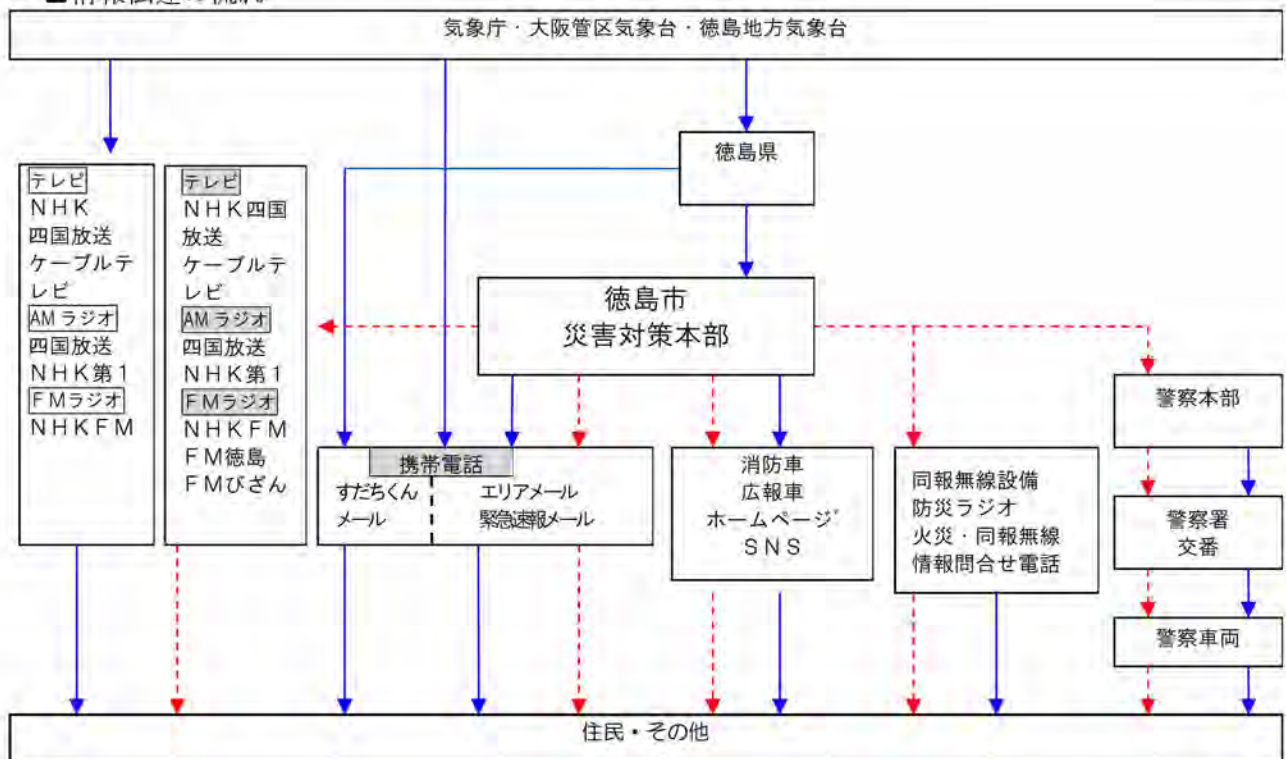 ■情報伝達の流れ
気象庁・大阪管区気象台・徳島地方気象台
徳島県
テレビ
ＮＨＫ
四国放送
ケーブルテ
レビ
AMラジオ
四国放送
NHK第1
ＦＭラジオ
ＮＨＫＦＭ
テレビ
ＮＨＫ四国
放送
ケーブルテ
レビ
AMラジオ
四国放送
NHK第1
ＦＭラジオ
ＮＨＫＦＭ
ＦＭ徳島
ＦＭびざん
徳島市
災害対策本部
携帯電話
すだちくん
メール
エリアメール
緊急速報メール
消防車
広報車
ホームページ
ＳＮＳ
同報無線設備
防災ラジオ
火災・同報無線
情報問合せ電話
警察本部
警察署
交番
警察車両
住民・その他